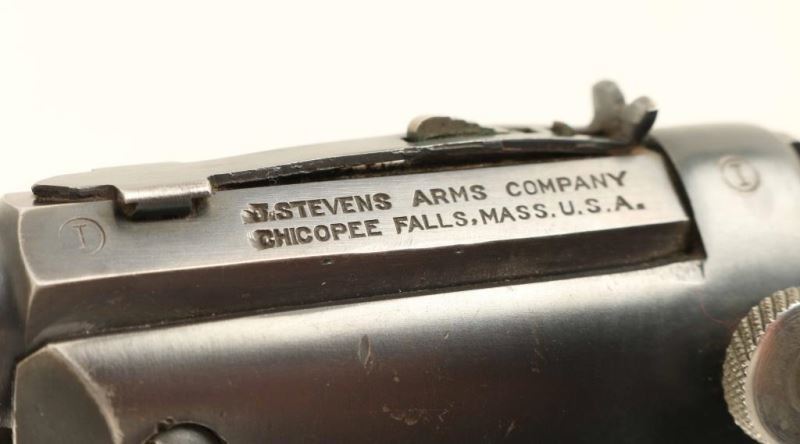 J. STEVENS ARMS COMPANY
CHICOPEE FALLS, MASS. U.S.A.
I
I